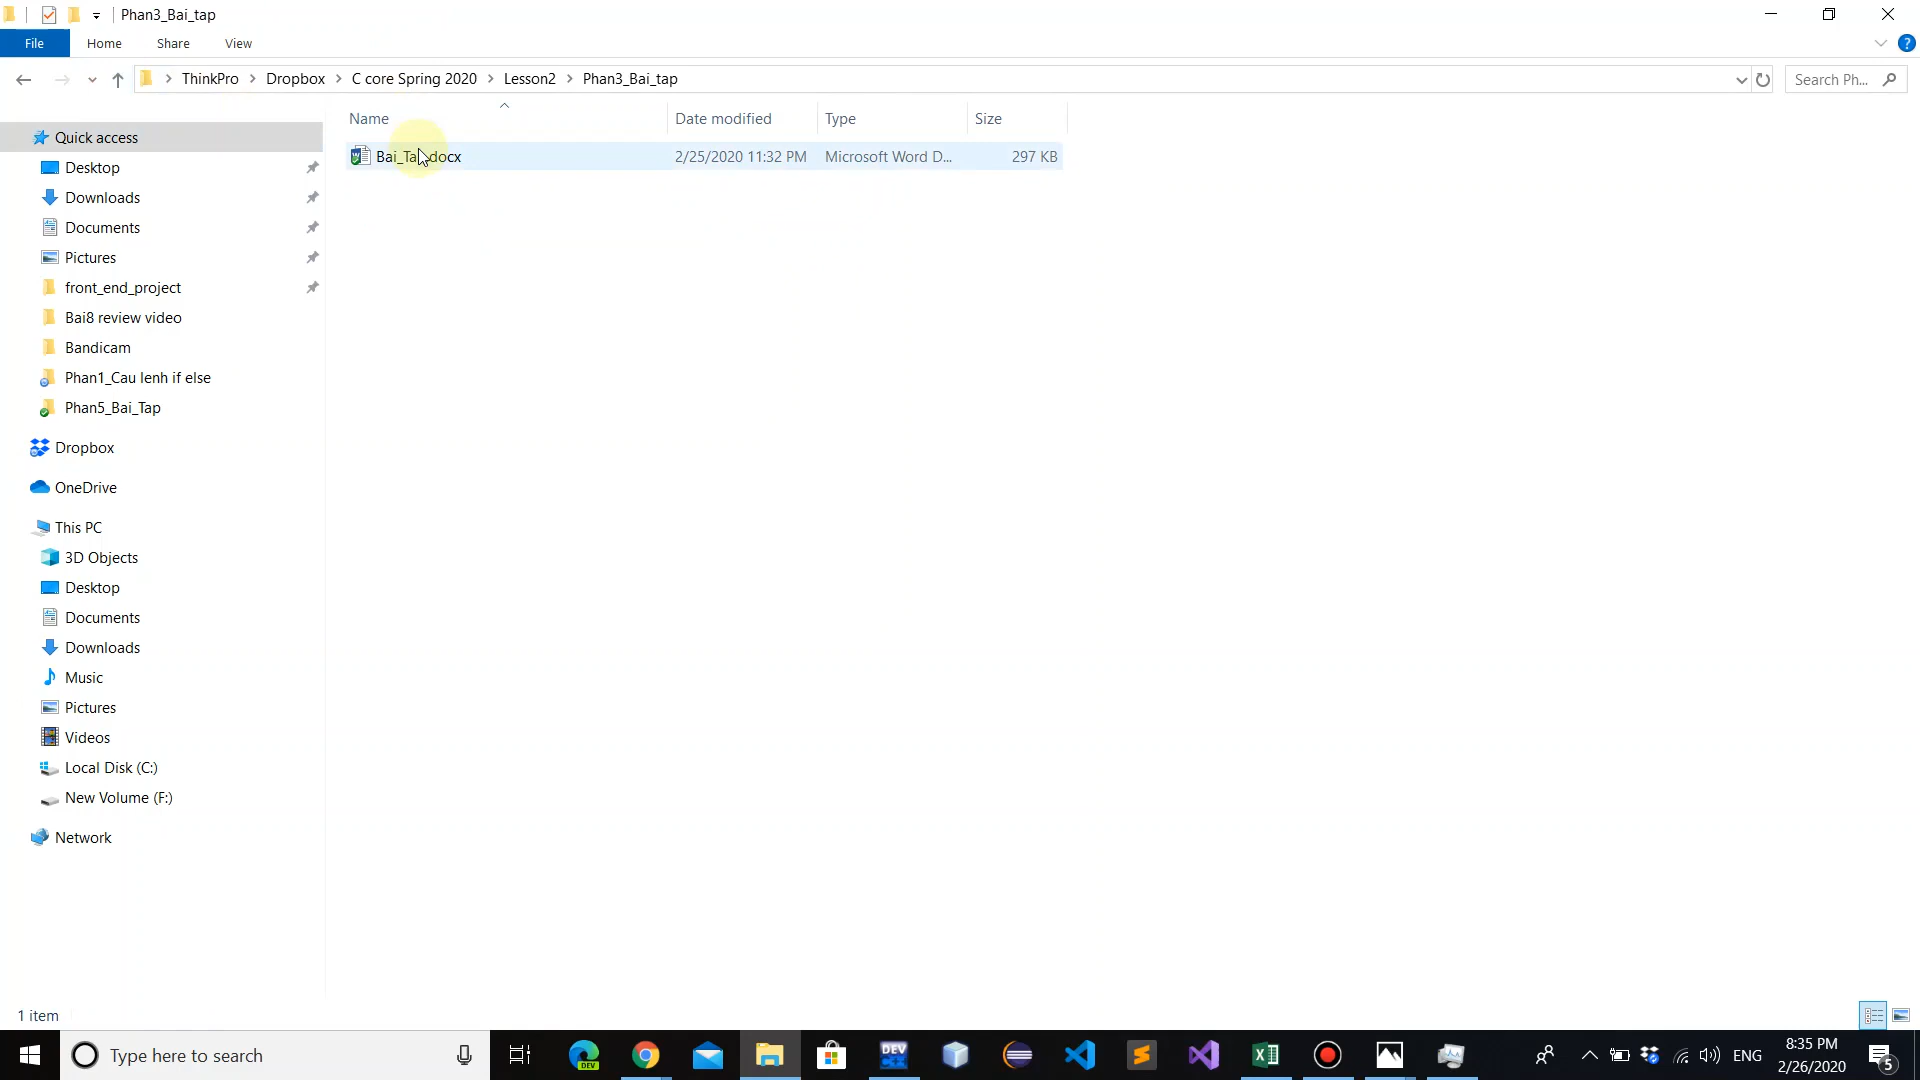 Phan3_Bai_tap
File Home Share View
ThinkPro Dropbox C core Spring 2020 Lesson2 Phan3_Bai_tap Search Ph...
Name Date modified Type Size
2/25/2020 11:32 PM Microsoft Word D... 297 KB
Quick access
Desktop
Downloads
Documents
Pictures
front_end_project
Bai8 review video
Bandicam
Phan1_Cau lenh if else
Phan5_Bai_Tap
Dropbox
OneDrive
This PC
3D Objects
Desktop
Documents
Downloads
Music
Pictures
Videos
Local Disk (C:)
New Volume (F:)
Network
1 item
Type here to search
DEV
DEV
ENG
8:35 PM
2/26/2020
5